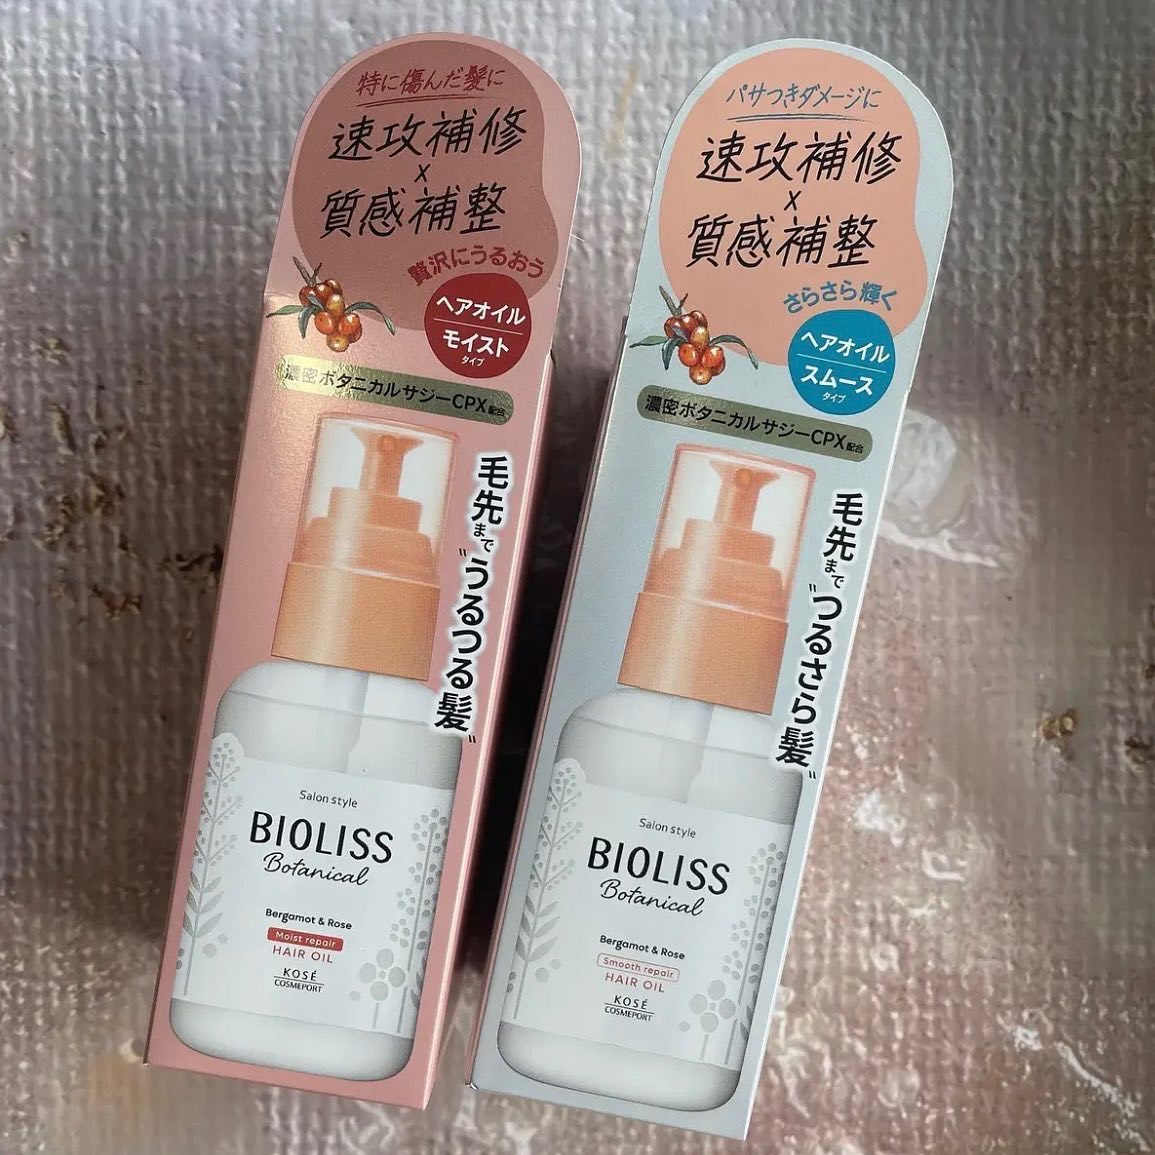 特に傷んだ髪に
速攻補修
×
質感補整
贅沢にうるおう
ヘアオイル
モイスト
タイプ
濃密ボタニカルサジーCPX配合
毛先まで
"うるつる髪"
Salon style
BIOLISS
Botanical
Bergamot & Rose
Moist repair
HAIR OIL
KOSÉ
COSMEPORT
パサつきダメージに
速攻補修
×
質感補整
さらさら輝く
ヘアオイル
スムース
タイプ
濃密ボタニカルサジーCPX配合
毛先まで
"つるさら髪"
Salon style
BIOLISS
Botanical
Bergamot & Rose
Smooth repair
HAIR OIL
KOSÉ
COSMEPORT